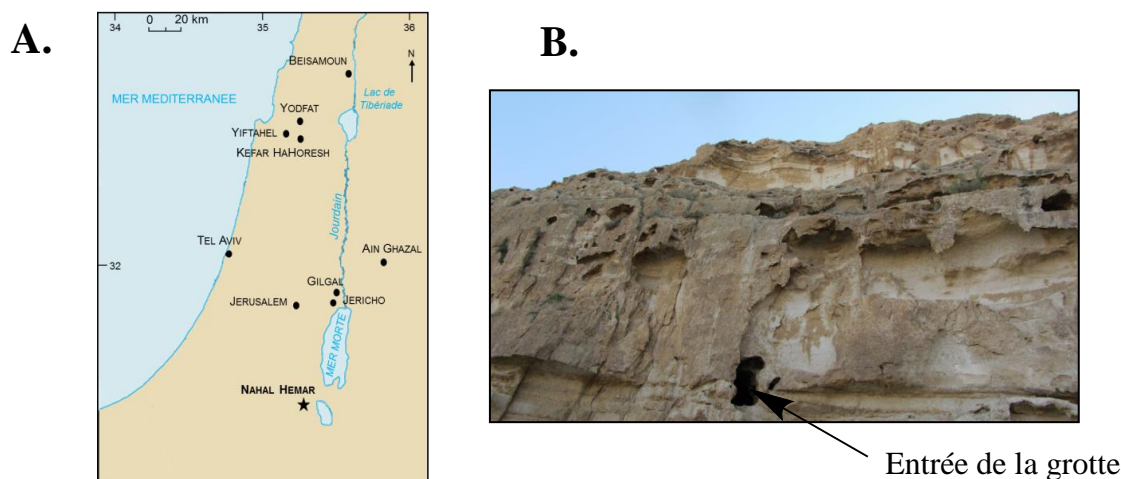 A.
34
35
36
0 20 km
N
BEISAMOUN
MER MEDITERRANEE
Lac de
Tibériade
YODFAT
YIFTAHEL
KEFAR HAHORESH
Jourdain
TEL AVIV
AIN GHAZAL
32
GILGAL
JERUSALEM
JERICHO
MER MORTE
NAHAL HEMAR
B.
Entrée de la grotte